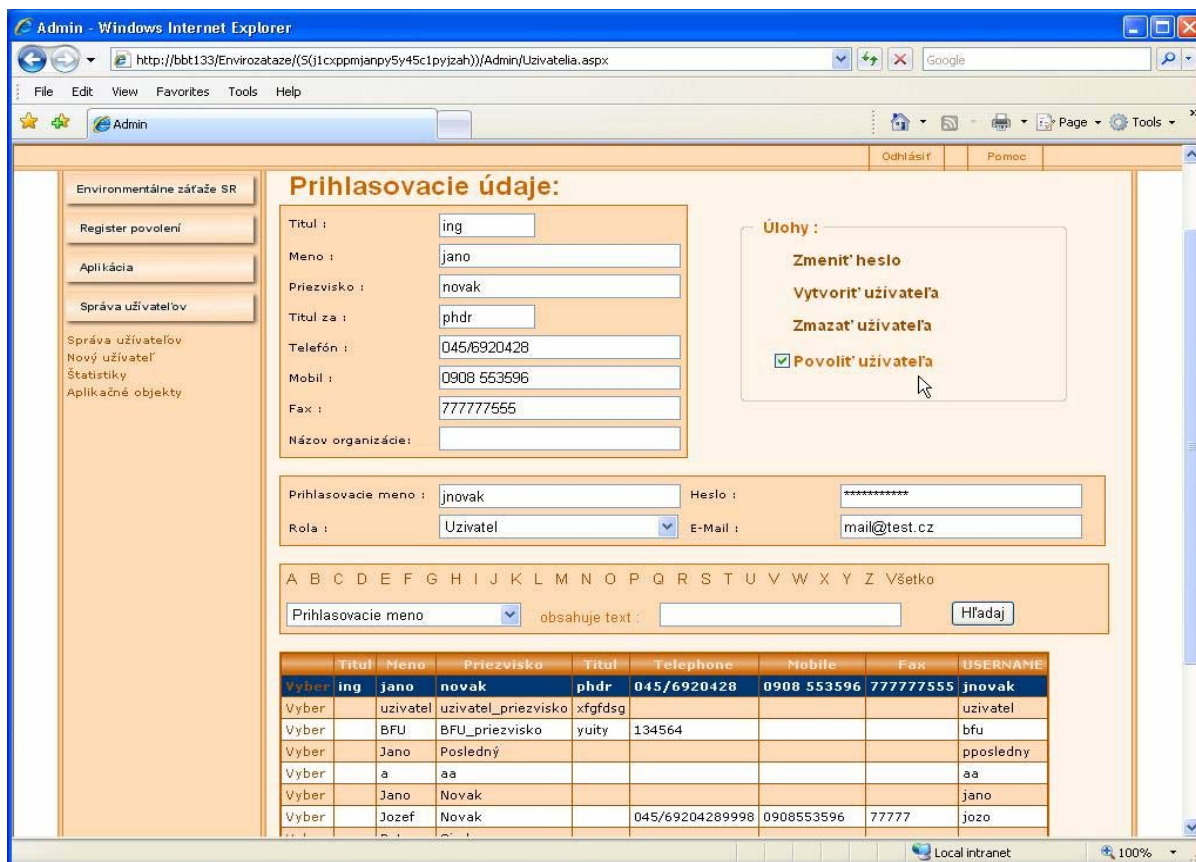 Admin - Windows Internet Explorer
http://bbt133/Envirozataze/(S(j1cxppmjanpy5y45c1pyjzah))/Admin/Uzivatelia.aspx
Google
File Edit View Favorites Tools Help
Admin
Page Tools
Odhlásiť Pomoc
Environmentálne záťaže SR
Register povolení
Aplikácia
Správa užívateľov
Správa užívateľov
Nový užívateľ
Štatistiky
Aplikačné objekty
Prihlasovacie údaje:
Titul : ing
Meno : jano
Priezvisko : novak
Titul za : phdr
Telefón : 045/6920428
Mobil : 0908 553596
Fax : 777777555
Názov organizácie:
Úlohy :
Zmeniť heslo
Vytvoriť užívateľa
Zmazať užívateľa
Povoliť užívateľa
Prihlasovacie meno : jnovak Heslo : ***********
Rola : Uzivatel E-Mail : mail@test.cz
A B C D E F G H I J K L M N O P Q R S T U V W X Y Z Všetko
Prihlasovacie meno obsahuje text : Hľadaj
Titul Meno Priezvisko Titul Telephone Mobile Fax USERNAME
Vyber ing jano novak phdr 045/6920428 0908 553596 777777555 jnovak
Vyber uzivatel uzivatel_priezvisko xfgfdsg uzivatel
Vyber BFU BFU_priezvisko yuity 134564 bfu
Vyber Jano Posledný pposledny
Vyber a aa aa
Vyber Jano Novak jano
Vyber Jozef Novak 045/69204289998 0908553596 77777 jozo
Local intranet 100%